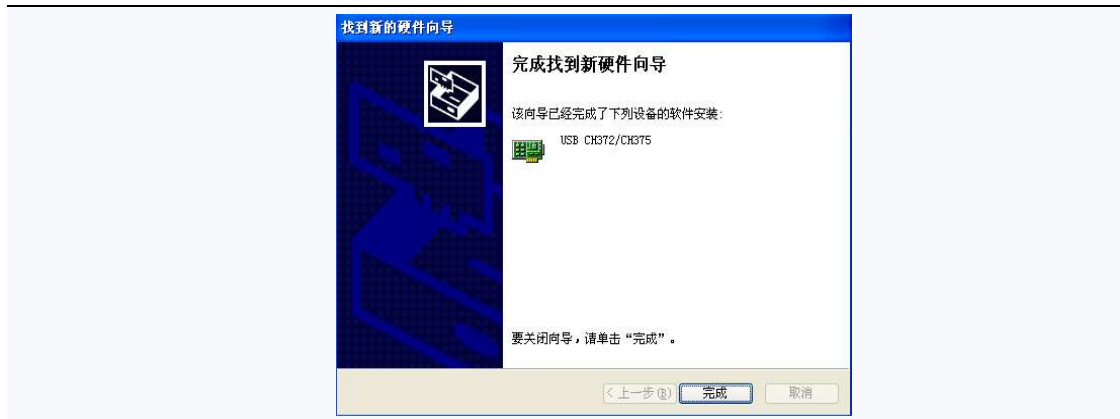 找到新的硬件向导
完成找到新硬件向导
该向导已经完成了下列设备的软件安装:
USB CH372/CH375
要关闭向导，请单击“完成”。
<上一步(B)
完成
取消